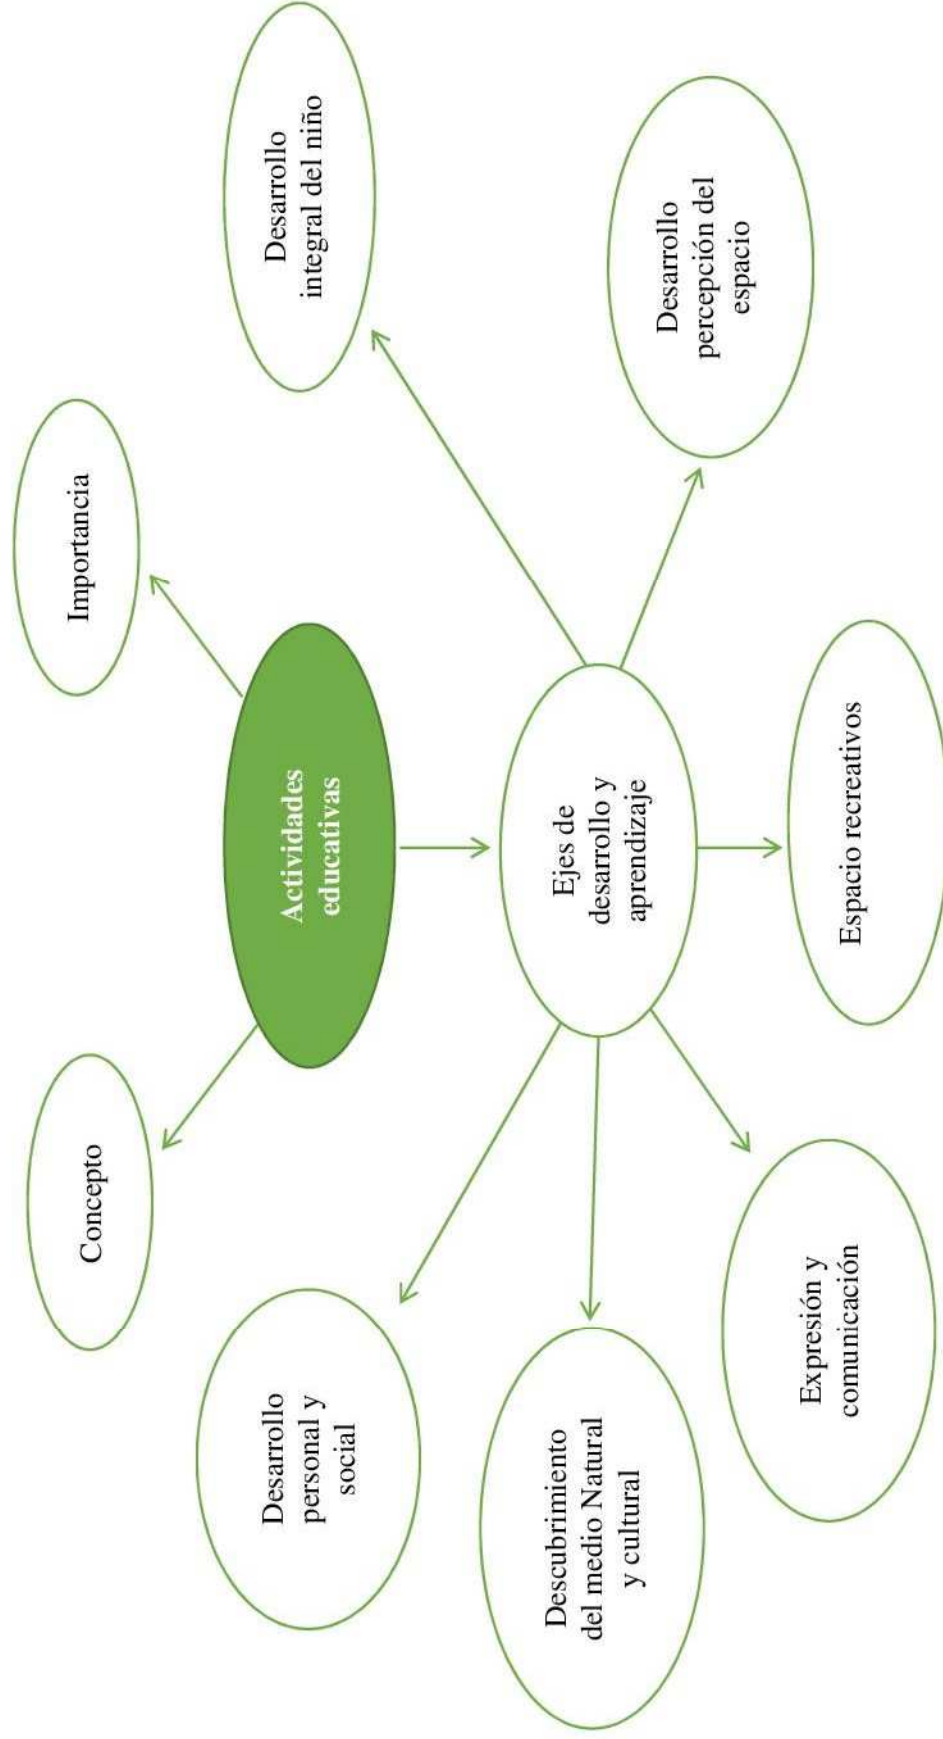 Concepto
Importancia
Actividades
educativas
Desarrollo
personal y
social
Desarrollo
integral del niño
Descubrimiento
del medio Natural
y cultural
Ejes de
desarrollo y
aprendizaje
Desarrollo
percepción del
espacio
Expresión y
comunicación
Espacio recreativos